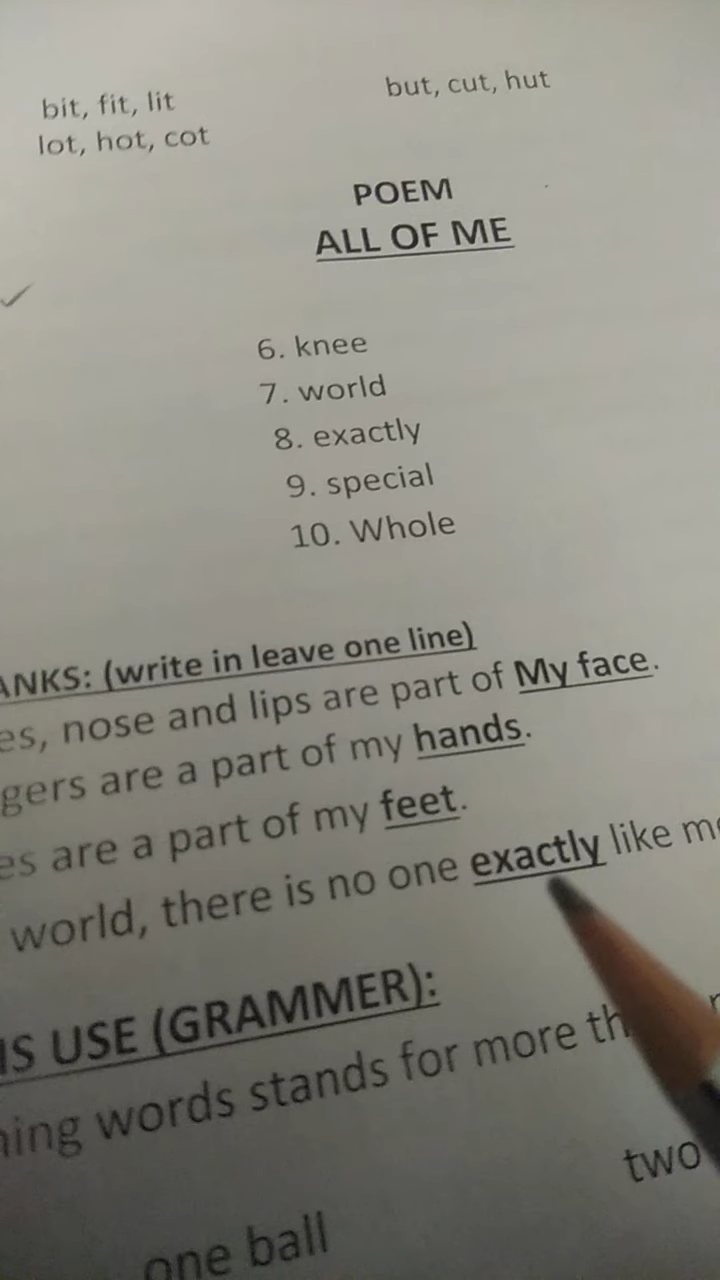 bit, fit, lit
but, cut, hut
lot, hot, cot
POEM
ALL OF ME
6. knee
7. world
8. exactly
9. special
10. Whole
ANKS: (write in leave one line)
es, nose and lips are part of My face.
gers are a part of my hands.
es are a part of my feet.
world, there is no one exactly like me
IS USE (GRAMMER):
ning words stands for more th
two
one ball